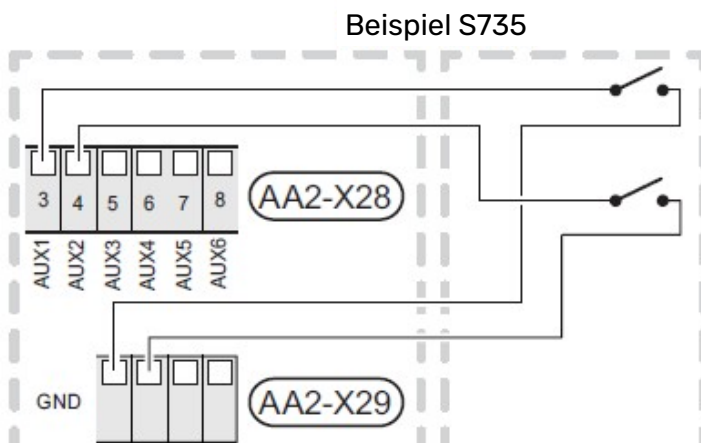 Beispiel S735
3 4 5 6 7 8
AA2-X28
AUX1 AUX2 AUX3 AUX4 AUX5 AUX6
GND
AA2-X29